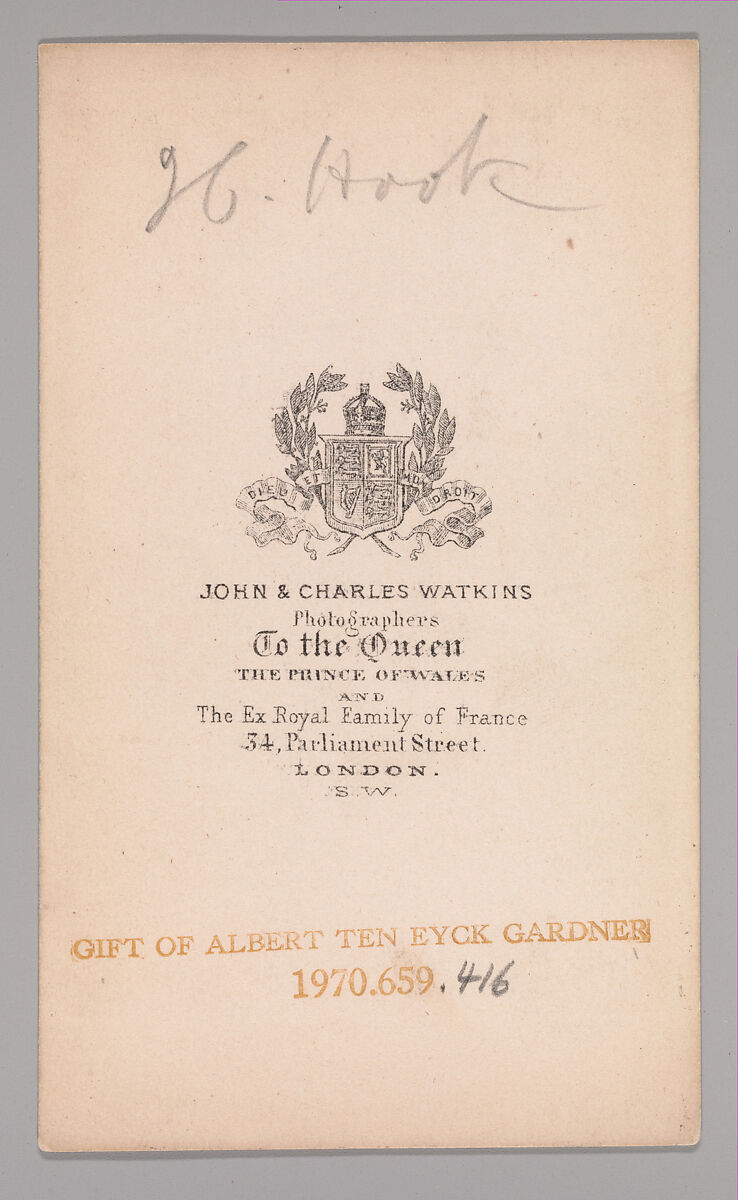 Hook
DIEU ET MON DROIT
JOHN & CHARLES WATKINS
Photographers
To the Queen
THE PRINCE OF WALES
AND
The Ex Royal Family of France
34, Parliament Street.
LONDON.
S.W.
GIFT OF ALBERT TEN EYCK GARDNER
1970.659.416